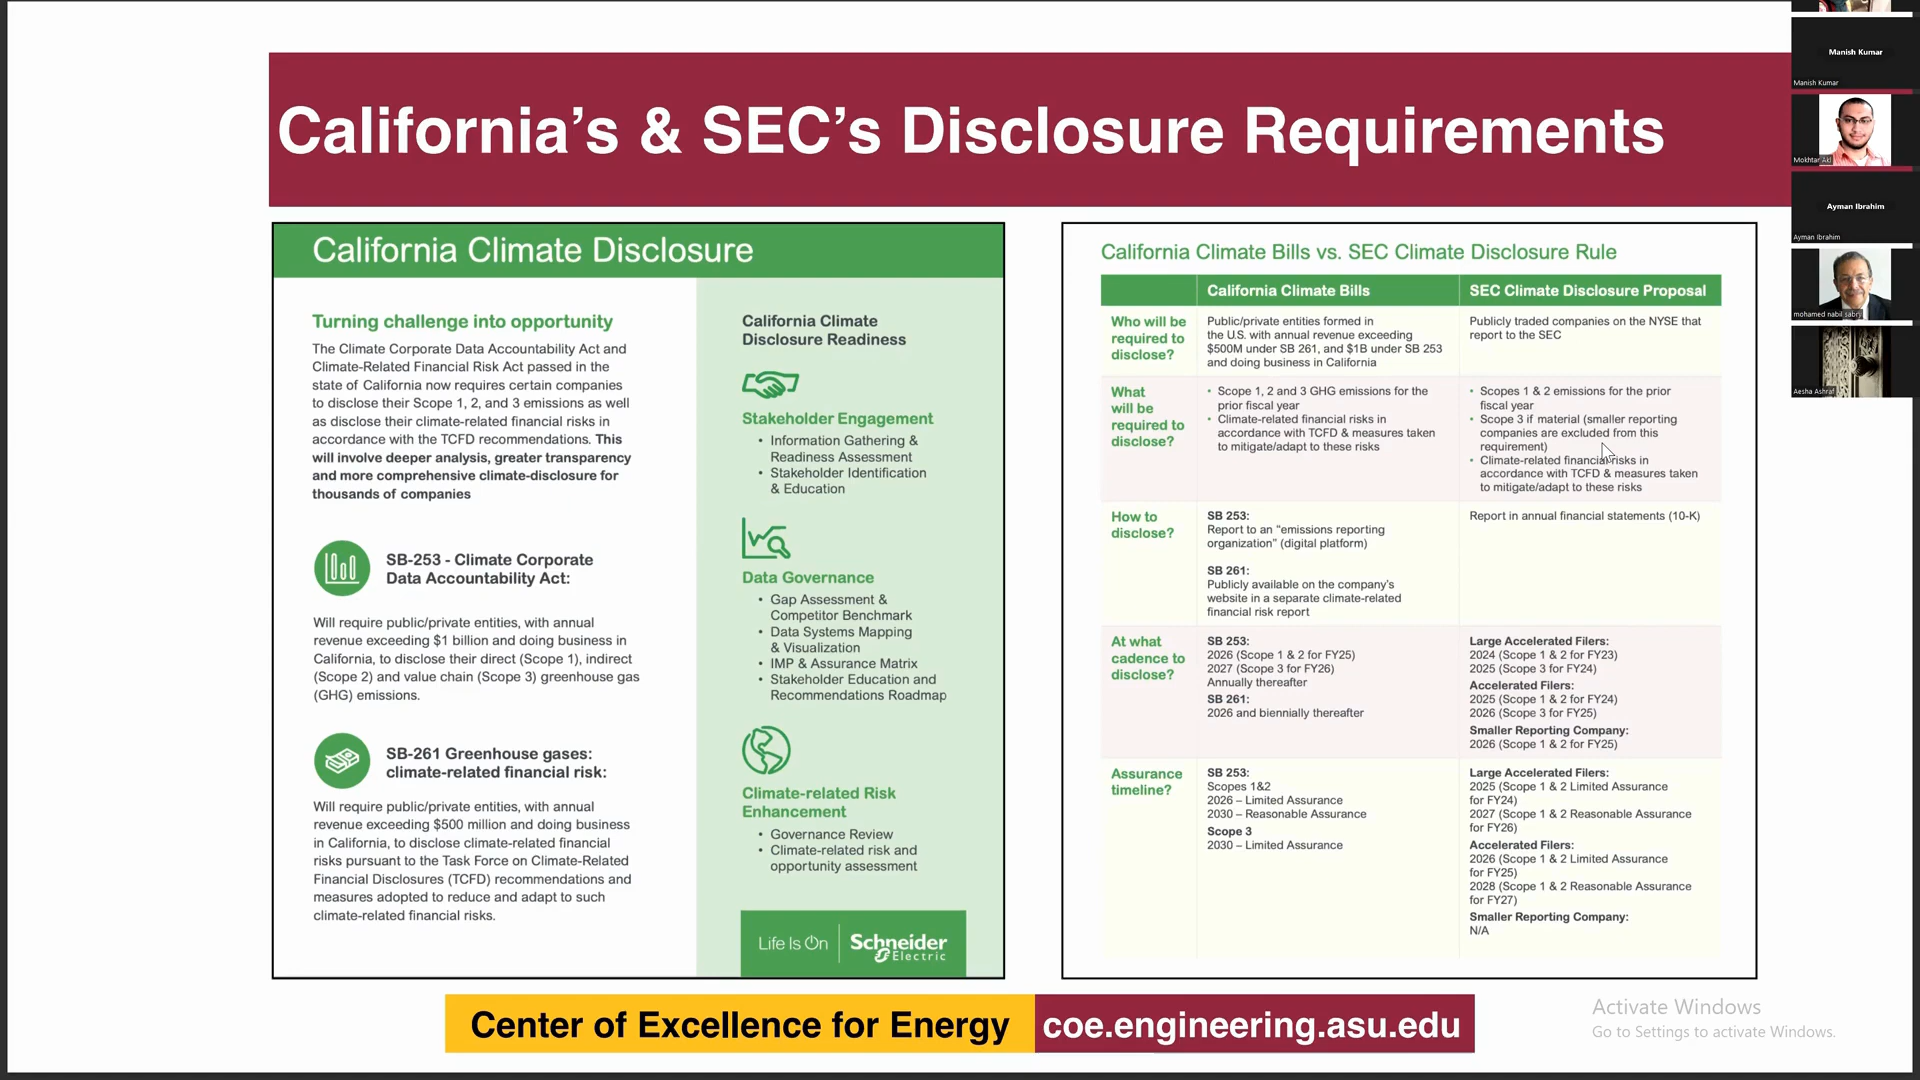 California's & SEC's Disclosure Requirements
California Climate Disclosure
Turning challenge into opportunity
The Climate Corporate Data Accountability Act and
Climate-Related Financial Risk Act passed in the
state of California now requires certain companies
to disclose their Scope 1, 2, and 3 emissions as well
as disclose their climate-related financial risks in
accordance with the TCFD recommendations. This
will involve deeper analysis, greater transparency
and more comprehensive climate-disclosure for
thousands of companies
SB-253 - Climate Corporate
Data Accountability Act:
Will require public/private entities, with annual
revenue exceeding $1 billion and doing business in
California, to disclose their direct (Scope 1), indirect
(Scope 2) and value chain (Scope 3) greenhouse gas
(GHG) emissions.
SB-261 Greenhouse gases:
climate-related financial risk:
Will require public/private entities, with annual
revenue exceeding $500 million and doing business
in California, to disclose climate-related financial
risks pursuant to the Task Force on Climate-Related
Financial Disclosures (TCFD) recommendations and
measures adopted to reduce and adapt to such
climate-related financial risks.
California Climate
Disclosure Readiness
Stakeholder Engagement
• Information Gathering &
Readiness Assessment
• Stakeholder Identification
& Education
Data Governance
• Gap Assessment &
Competitor Benchmark
• Data Systems Mapping
& Visualization
• IMP & Assurance Matrix
• Stakeholder Education and
Recommendations Roadmap
Climate-related Risk
Enhancement
• Governance Review
• Climate-related risk and
opportunity assessment
Life Is On
Schneider
Electric
California Climate Bills vs. SEC Climate Disclosure Rule
California Climate Bills
SEC Climate Disclosure Proposal
Who will be
required to
disclose?
Public/private entities formed in
the U.S. with annual revenue exceeding
$500M under SB 261, and $1B under SB 253
and doing business in California
Publicly traded companies on the NYSE that
report to the SEC
What
will be
required to
disclose?
• Scope 1, 2 and 3 GHG emissions for the
prior fiscal year
• Climate-related financial risks in
accordance with TCFD & measures taken
to mitigate/adapt to these risks
• Scopes 1 & 2 emissions for the prior
fiscal year
• Scope 3 if material (smaller reporting
companies are excluded from this
requirement)
• Climate-related financial risks in
accordance with TCFD & measures taken
to mitigate/adapt to these risks
How to
disclose?
SB 253:
Report to an "emissions reporting
organization" (digital platform)
SB 261:
Publicly available on the company's
website in a separate climate-related
financial risk report
Report in annual financial statements (10-K)
At what
cadence to
disclose?
SB 253:
2026 (Scope 1 & 2 for FY25)
2027 (Scope 3 for FY26)
Annually thereafter
SB 261:
2026 and biennially thereafter
Large Accelerated Filers:
2024 (Scope 1 & 2 for FY23)
2025 (Scope 3 for FY24)
Accelerated Filers:
2025 (Scope 1 & 2 for FY24)
2026 (Scope 3 for FY25)
Smaller Reporting Company:
2026 (Scope 1 & 2 for FY25)
Assurance
timeline?
SB 253:
Scopes 1&2
2026 – Limited Assurance
2030 – Reasonable Assurance
Scope 3
2030 – Limited Assurance
Large Accelerated Filers:
2025 (Scope 1 & 2 Limited Assurance
for FY24)
2027 (Scope 1 & 2 Reasonable Assurance
for FY26)
Accelerated Filers:
2026 (Scope 1 & 2 Limited Assurance
for FY25)
2028 (Scope 1 & 2 Reasonable Assurance
for FY27)
Smaller Reporting Company:
N/A
Center of Excellence for Energy
coe.engineering.asu.edu
Activate Windows
Go to Settings to activate Windows.
Manish Kumar
Manish Kumar
Mokhtar Akl
Ayman Ibrahim
Ayman Ibrahim
mohamed nabil sabry
Aesha Ashraf